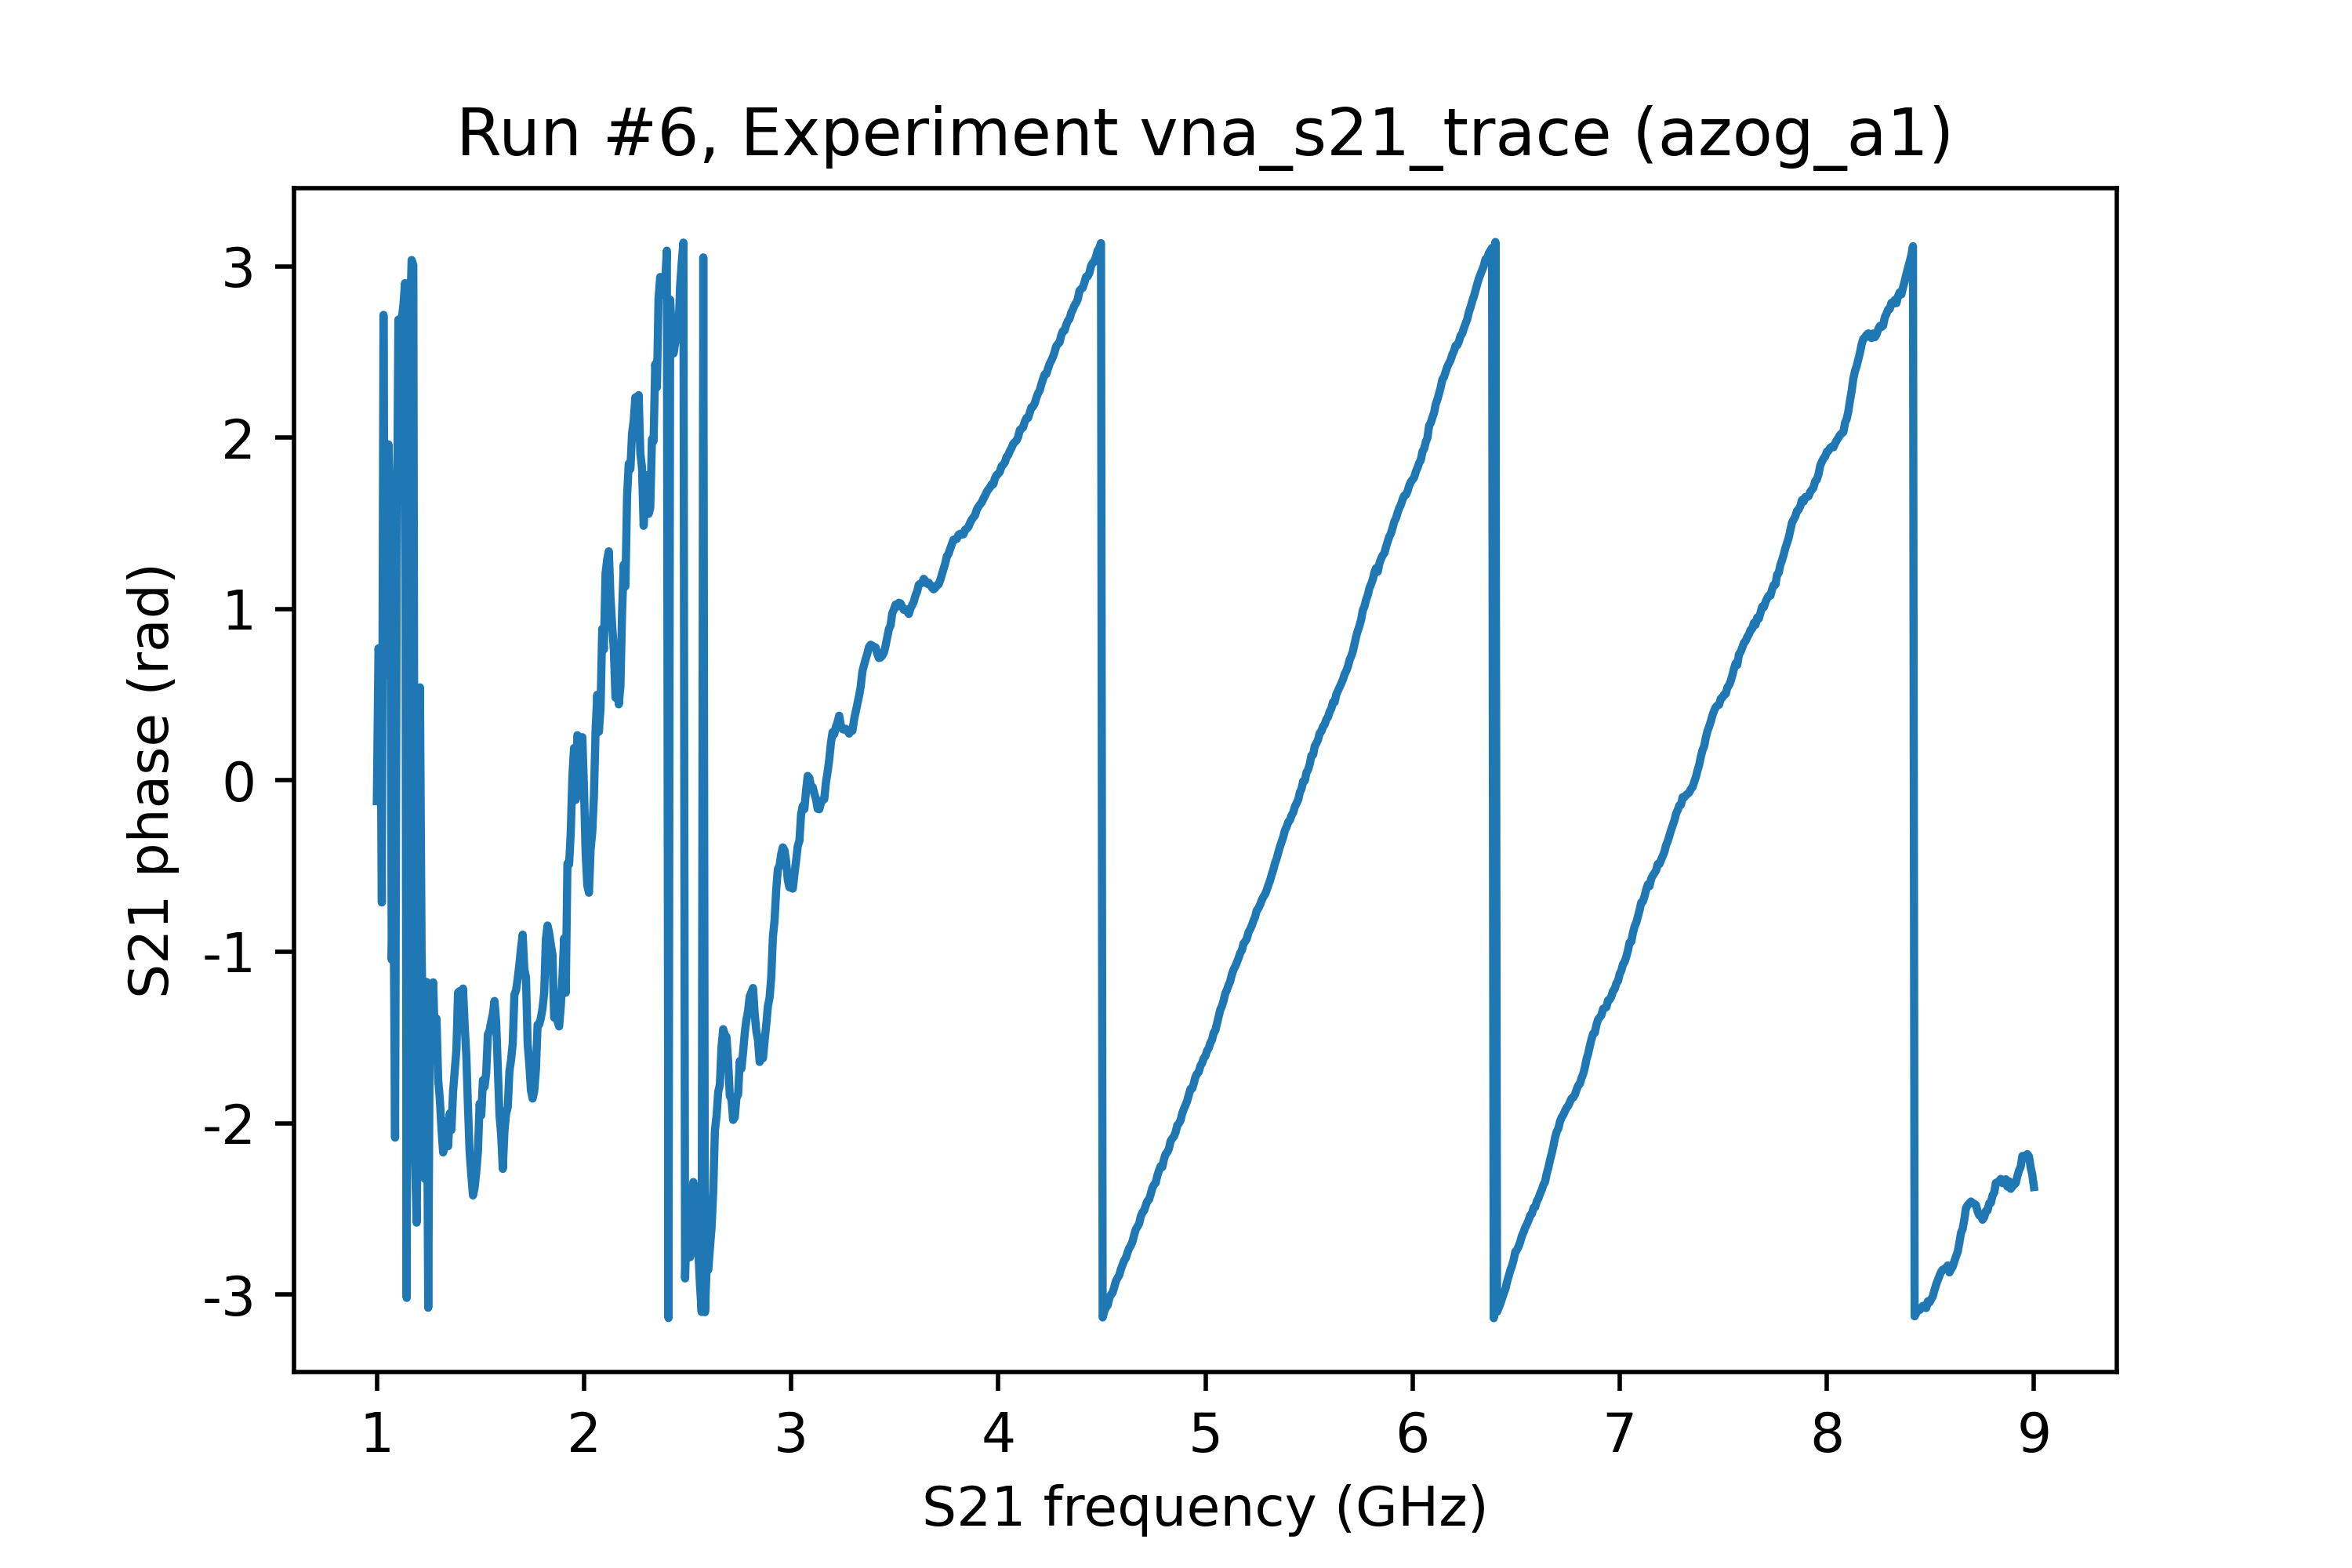 Run #6, Experiment vna_s21_trace (azog_a1)
3
2
1
0
-1
-2
-3
S21 phase (rad)
1 2 3 4 5 6 7 8 9
S21 frequency (GHz)